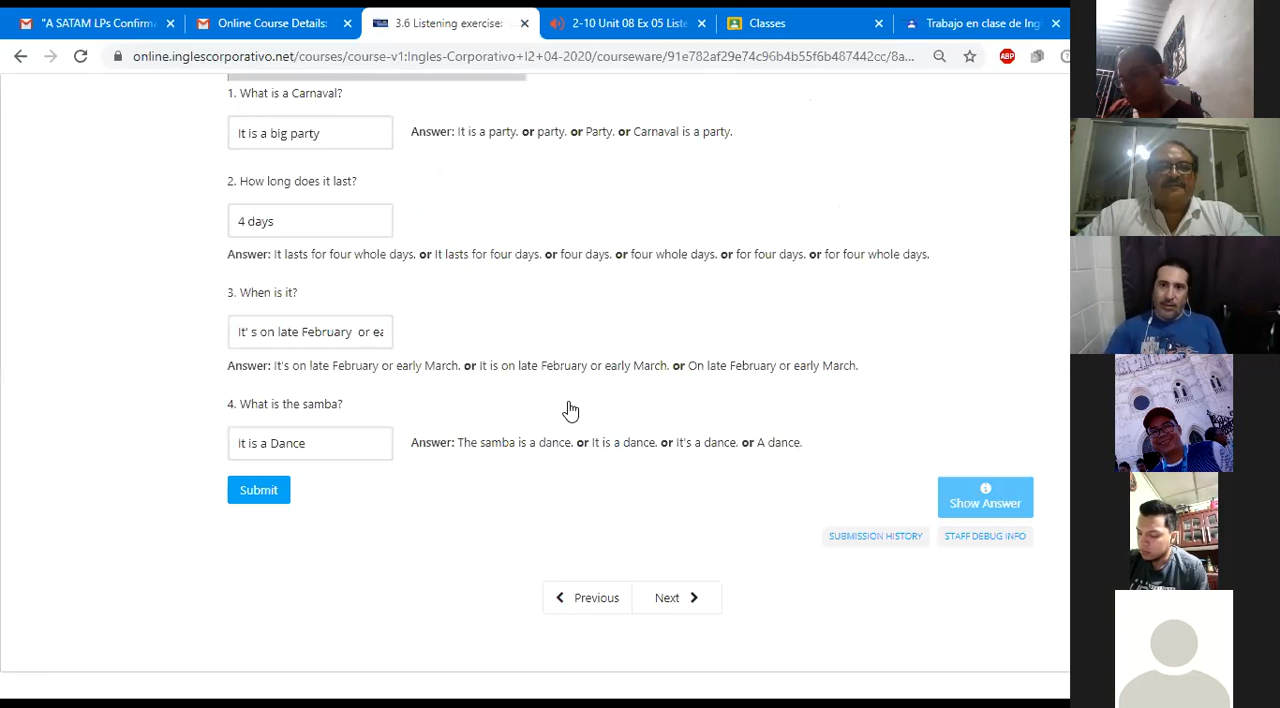 "A SATAM LPs Confirma
Online Course Details:
3.6 Listening exercise:
2-10 Unit 08 Ex 05 Liste
Classes
Trabajo en clase de Ing
online.inglescorporativo.net/courses/course-v1:Ingles-Corporativo+I2+04-2020/courseware/91e782af29e74c96b4b55f6b487442cc/8a...
ABP
1. What is a Carnaval?
It is a big party
Answer: It is a party. or party. or Party. or Carnaval is a party.
2. How long does it last?
4 days
Answer: It lasts for four whole days. or It lasts for four days. or four days. or four whole days. or for four days. or for four whole days.
3. When is it?
It' s on late February or ea
Answer: It's on late February or early March. or It is on late February or early March. or On late February or early March.
4. What is the samba?
It is a Dance
Answer: The samba is a dance. or It is a dance. or It's a dance. or A dance.
Submit
Show Answer
SUBMISSION HISTORY
STAFF DEBUG INFO
Previous
Next